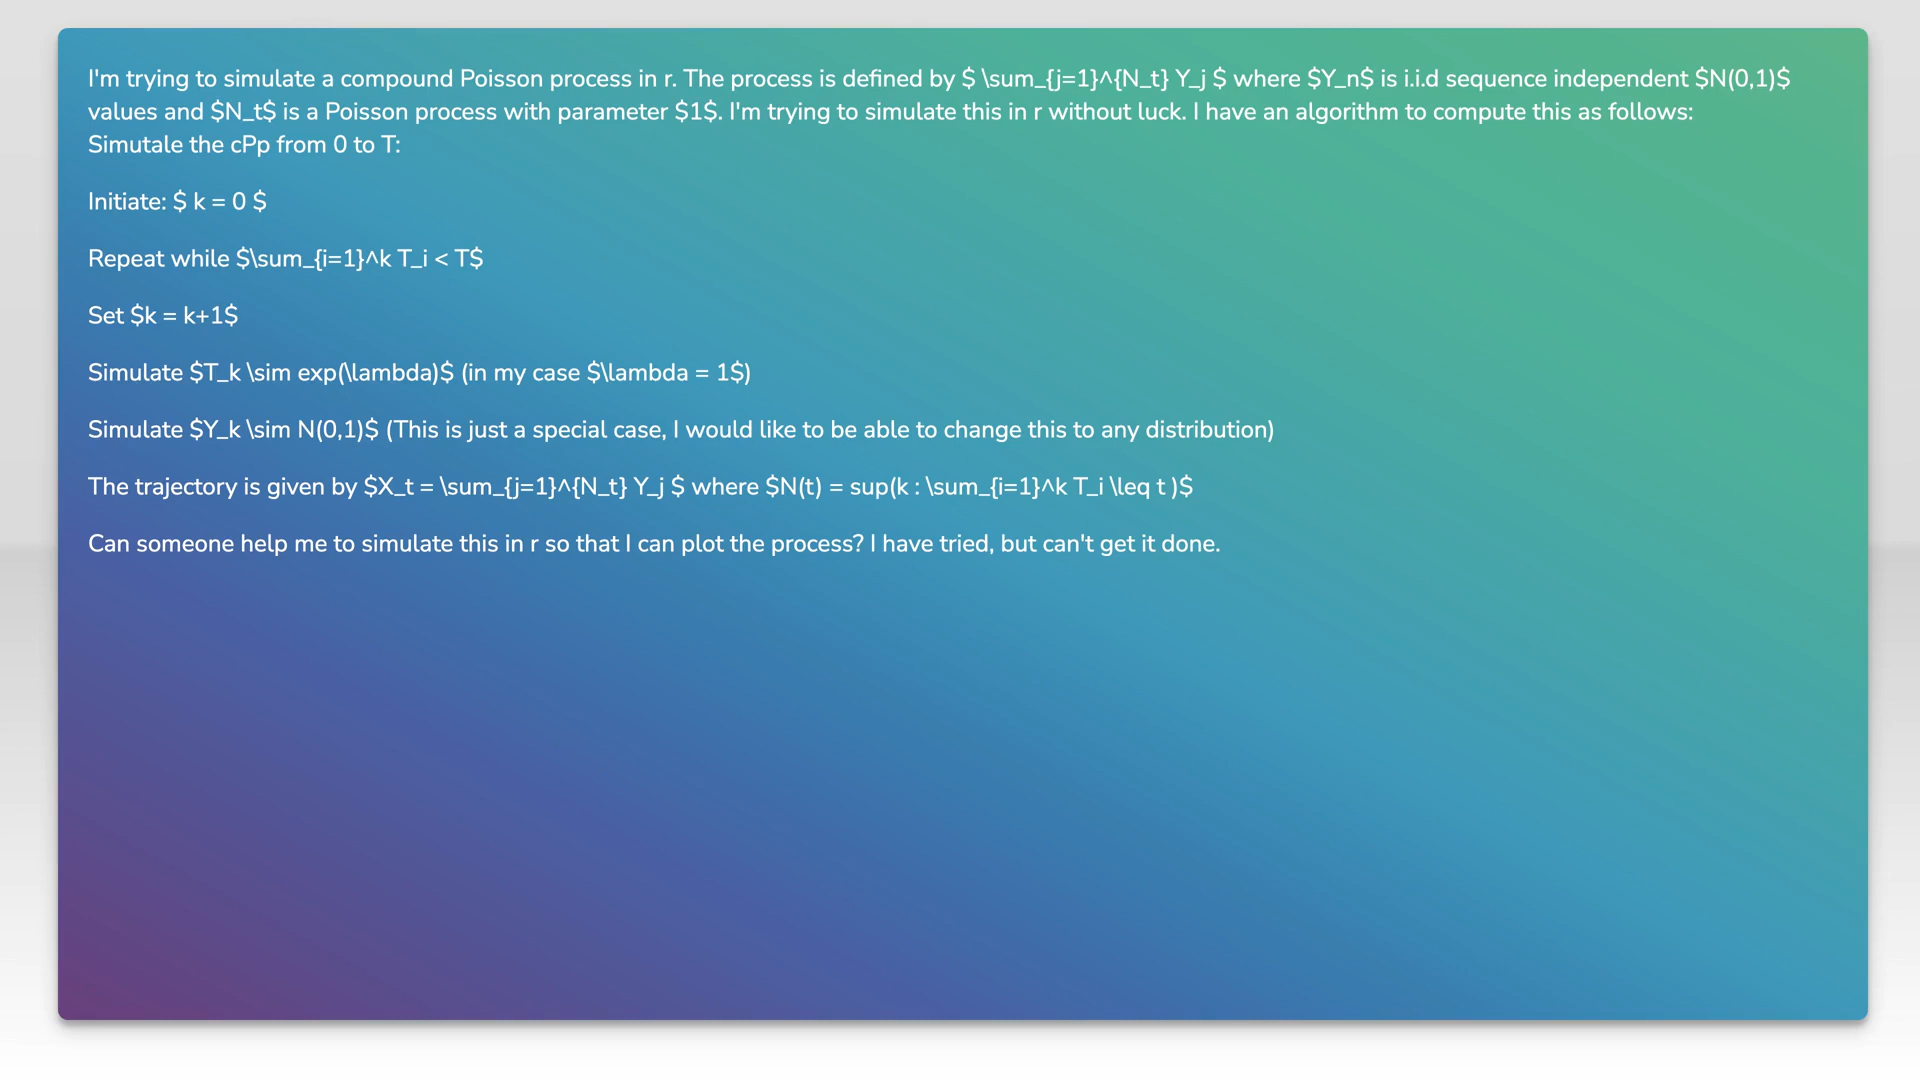 I'm trying to simulate a compound Poisson process in r. The process is defined by $ \sum_{j=1}^{N_t} Y_j $ where $Y_n$ is i.i.d sequence independent $N(0,1)$
values and $N_t$ is a Poisson process with parameter $1$. I'm trying to simulate this in r without luck. I have an algorithm to compute this as follows:
Simutale the cPp from 0 to T:
Initiate: $ k = 0 $
Repeat while $\sum_{i=1}^k T_i < T$
Set $k = k+1$
Simulate $T_k \sim exp(\lambda)$ (in my case $\lambda = 1$)
Simulate $Y_k \sim N(0,1)$ (This is just a special case, I would like to be able to change this to any distribution)
The trajectory is given by $X_t = \sum_{j=1}^{N_t} Y_j $ where $N(t) = sup(k : \sum_{i=1}^k T_i \leq t )$
Can someone help me to simulate this in r so that I can plot the process? I have tried, but can't get it done.